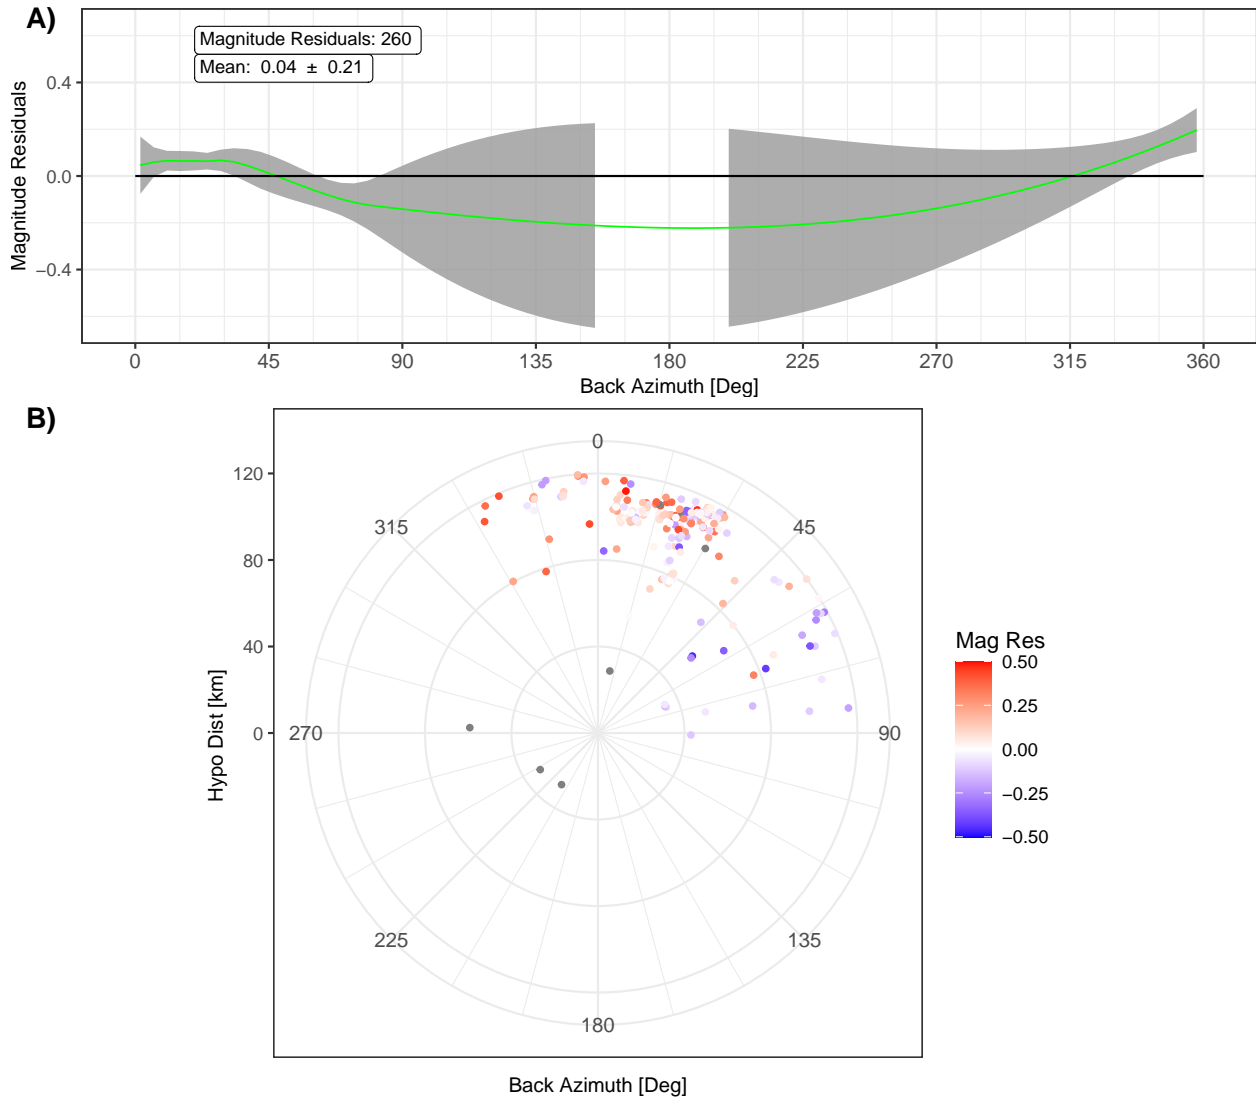 A)
Magnitude Residuals: 260
Mean:  0.04  ±  0.21
Magnitude Residuals
0.4
0.0
−0.4
0 45 90 135 180 225 270 315 360
Back Azimuth [Deg]
B)
0
45
90
135
180
225
270
315
120
80
40
0
Hypo Dist [km]
Back Azimuth [Deg]
Mag Res
0.50
0.25
0.00
−0.25
−0.50